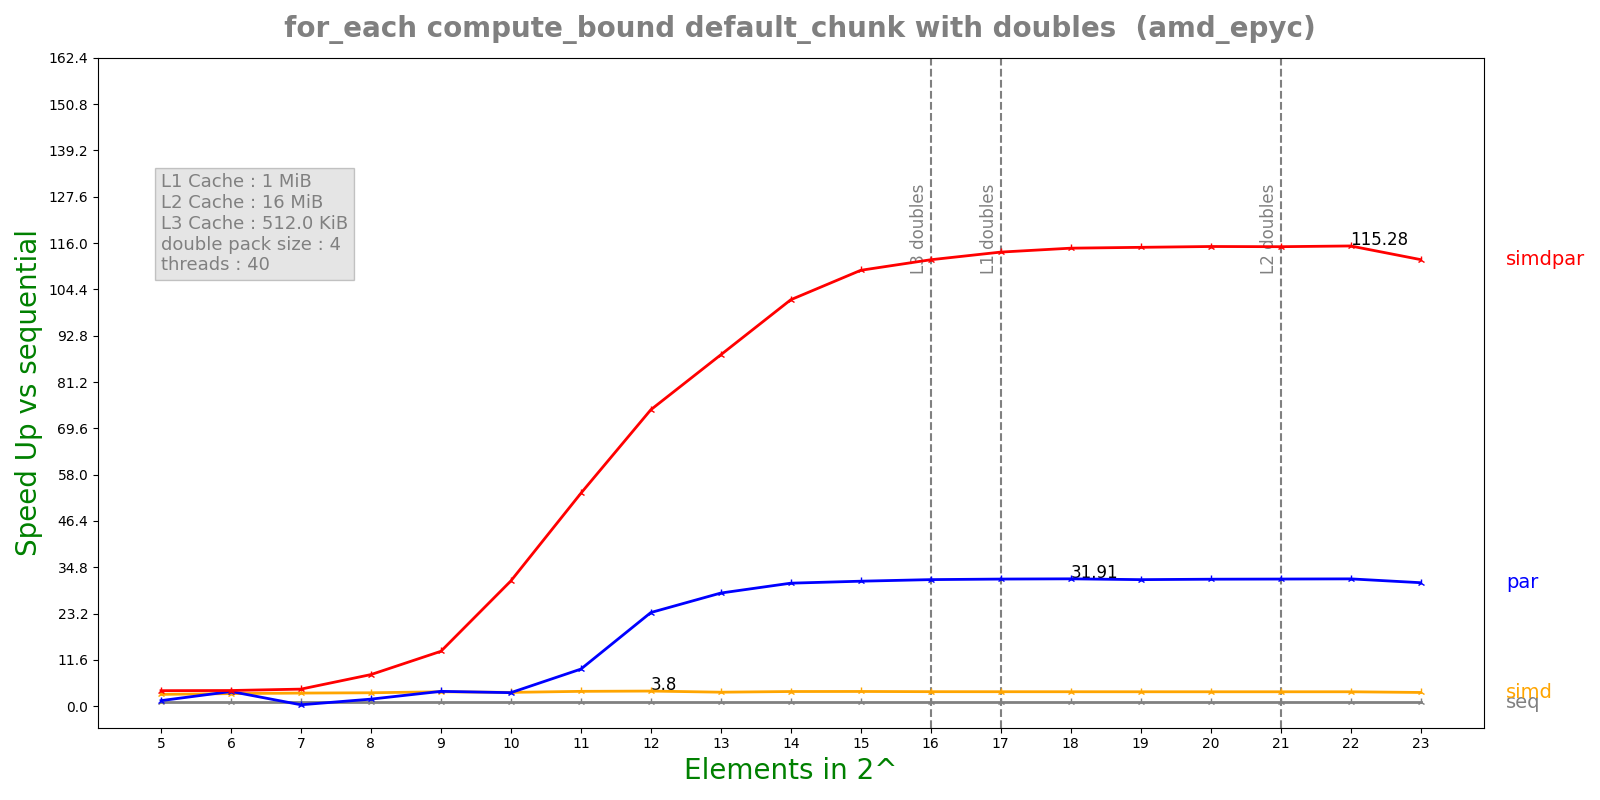 for_each compute_bound default_chunk with doubles  (amd_epyc)
Speed Up vs sequential
162.4
150.8
139.2
127.6
116.0
104.4
92.8
81.2
69.6
58.0
46.4
34.8
23.2
11.6
0.0
L1 Cache : 1 MiB
L2 Cache : 16 MiB
L3 Cache : 512.0 KiB
double pack size : 4
threads : 40
L3 doubles
L1 doubles
L2 doubles
115.28
31.91
3.8
simdpar
par
simd
seq
5 6 7 8 9 10 11 12 13 14 15 16 17 18 19 20 21 22 23
Elements in 2^